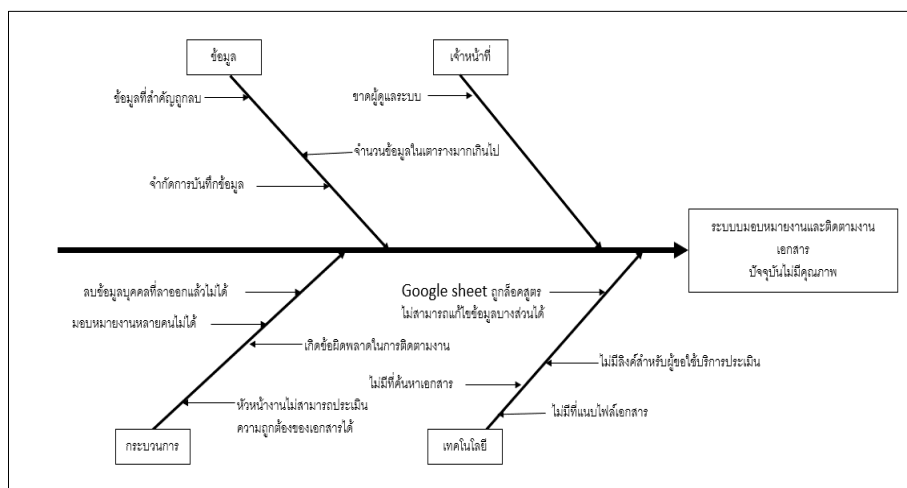 ข้อมูล
เจ้าหน้าที่
ข้อมูลที่สำคัญถูกลบ
ขาดผู้ดูแลระบบ
จำนวนข้อมูลในเตารางมากเกินไป
จำกัดการบันทึกข้อมูล
ระบบบมอบหมายงานและติดตามงาน
เอกสาร
ปัจจุบันไม่มีคุณภาพ
ลบข้อมูลบุคคลที่ลาออกแล้วไม่ได้
มอบหมายงานหลายคนไม่ได้
เกิดข้อผิดพลาดในการติดตามงาน
หัวหน้างานไม่สามารถประเมิน
ความถูกต้องของเอกสารได้
Google sheet ถูกล็อคสูตร
ไม่สามารถแก้ไขข้อมูลบางส่วนได้
ไม่มีลิงค์สำหรับผู้ขอใช้บริการประเมิน
ไม่มีที่ค้นหาเอกสาร
ไม่มีที่แนบไฟล์เอกสาร
กระบวนการ
เทคโนโลยี